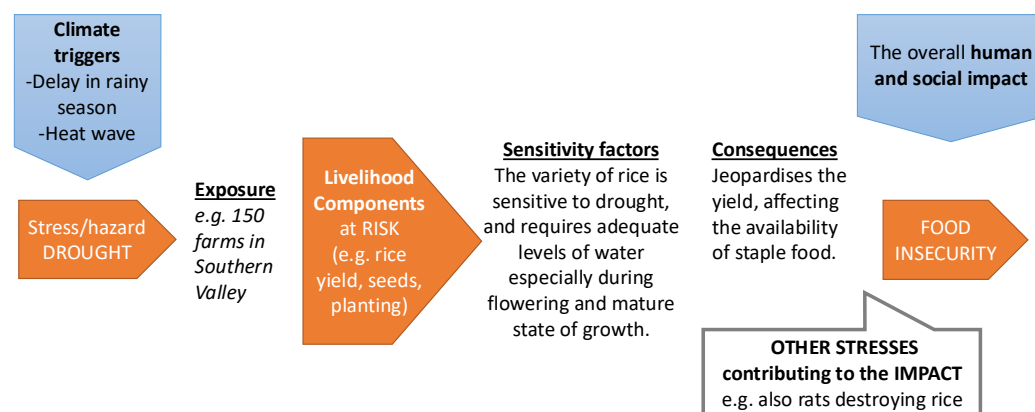 Climate
triggers
-Delay in rainy
season
-Heat wave
Stress/hazard
DROUGHT
Exposure
e.g. 150
farms in
Southern
Valley
Livelihood
Components
at RISK
(e.g. rice
yield, seeds,
planting)
Sensitivity factors
The variety of rice is
sensitive to drought,
and requires adequate
levels of water
especially during
flowering and mature
state of growth.
Consequences
Jeopardises the
yield, affecting
the availability
of staple food.
The overall human
and social impact
FOOD
INSECURITY
OTHER STRESSES
contributing to the IMPACT
e.g. also rats destroying rice